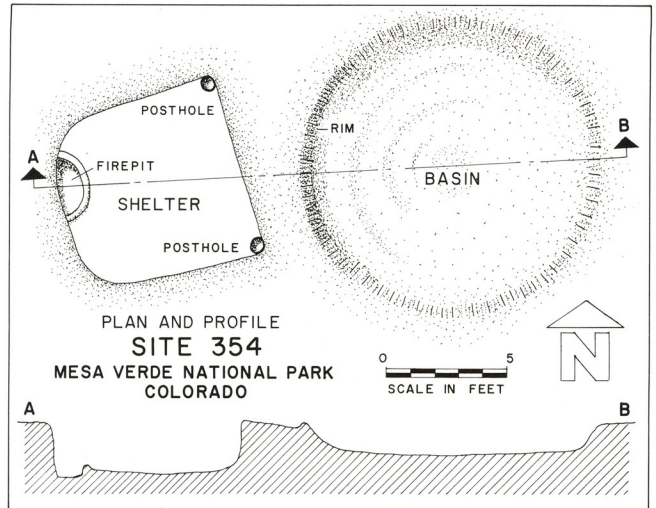 POSTHOLE
RIM
A
B
FIREPIT
BASIN
SHELTER
POSTHOLE
PLAN AND PROFILE
SITE 354
MESA VERDE NATIONAL PARK
COLORADO
0 5
SCALE IN FEET
N
A
B